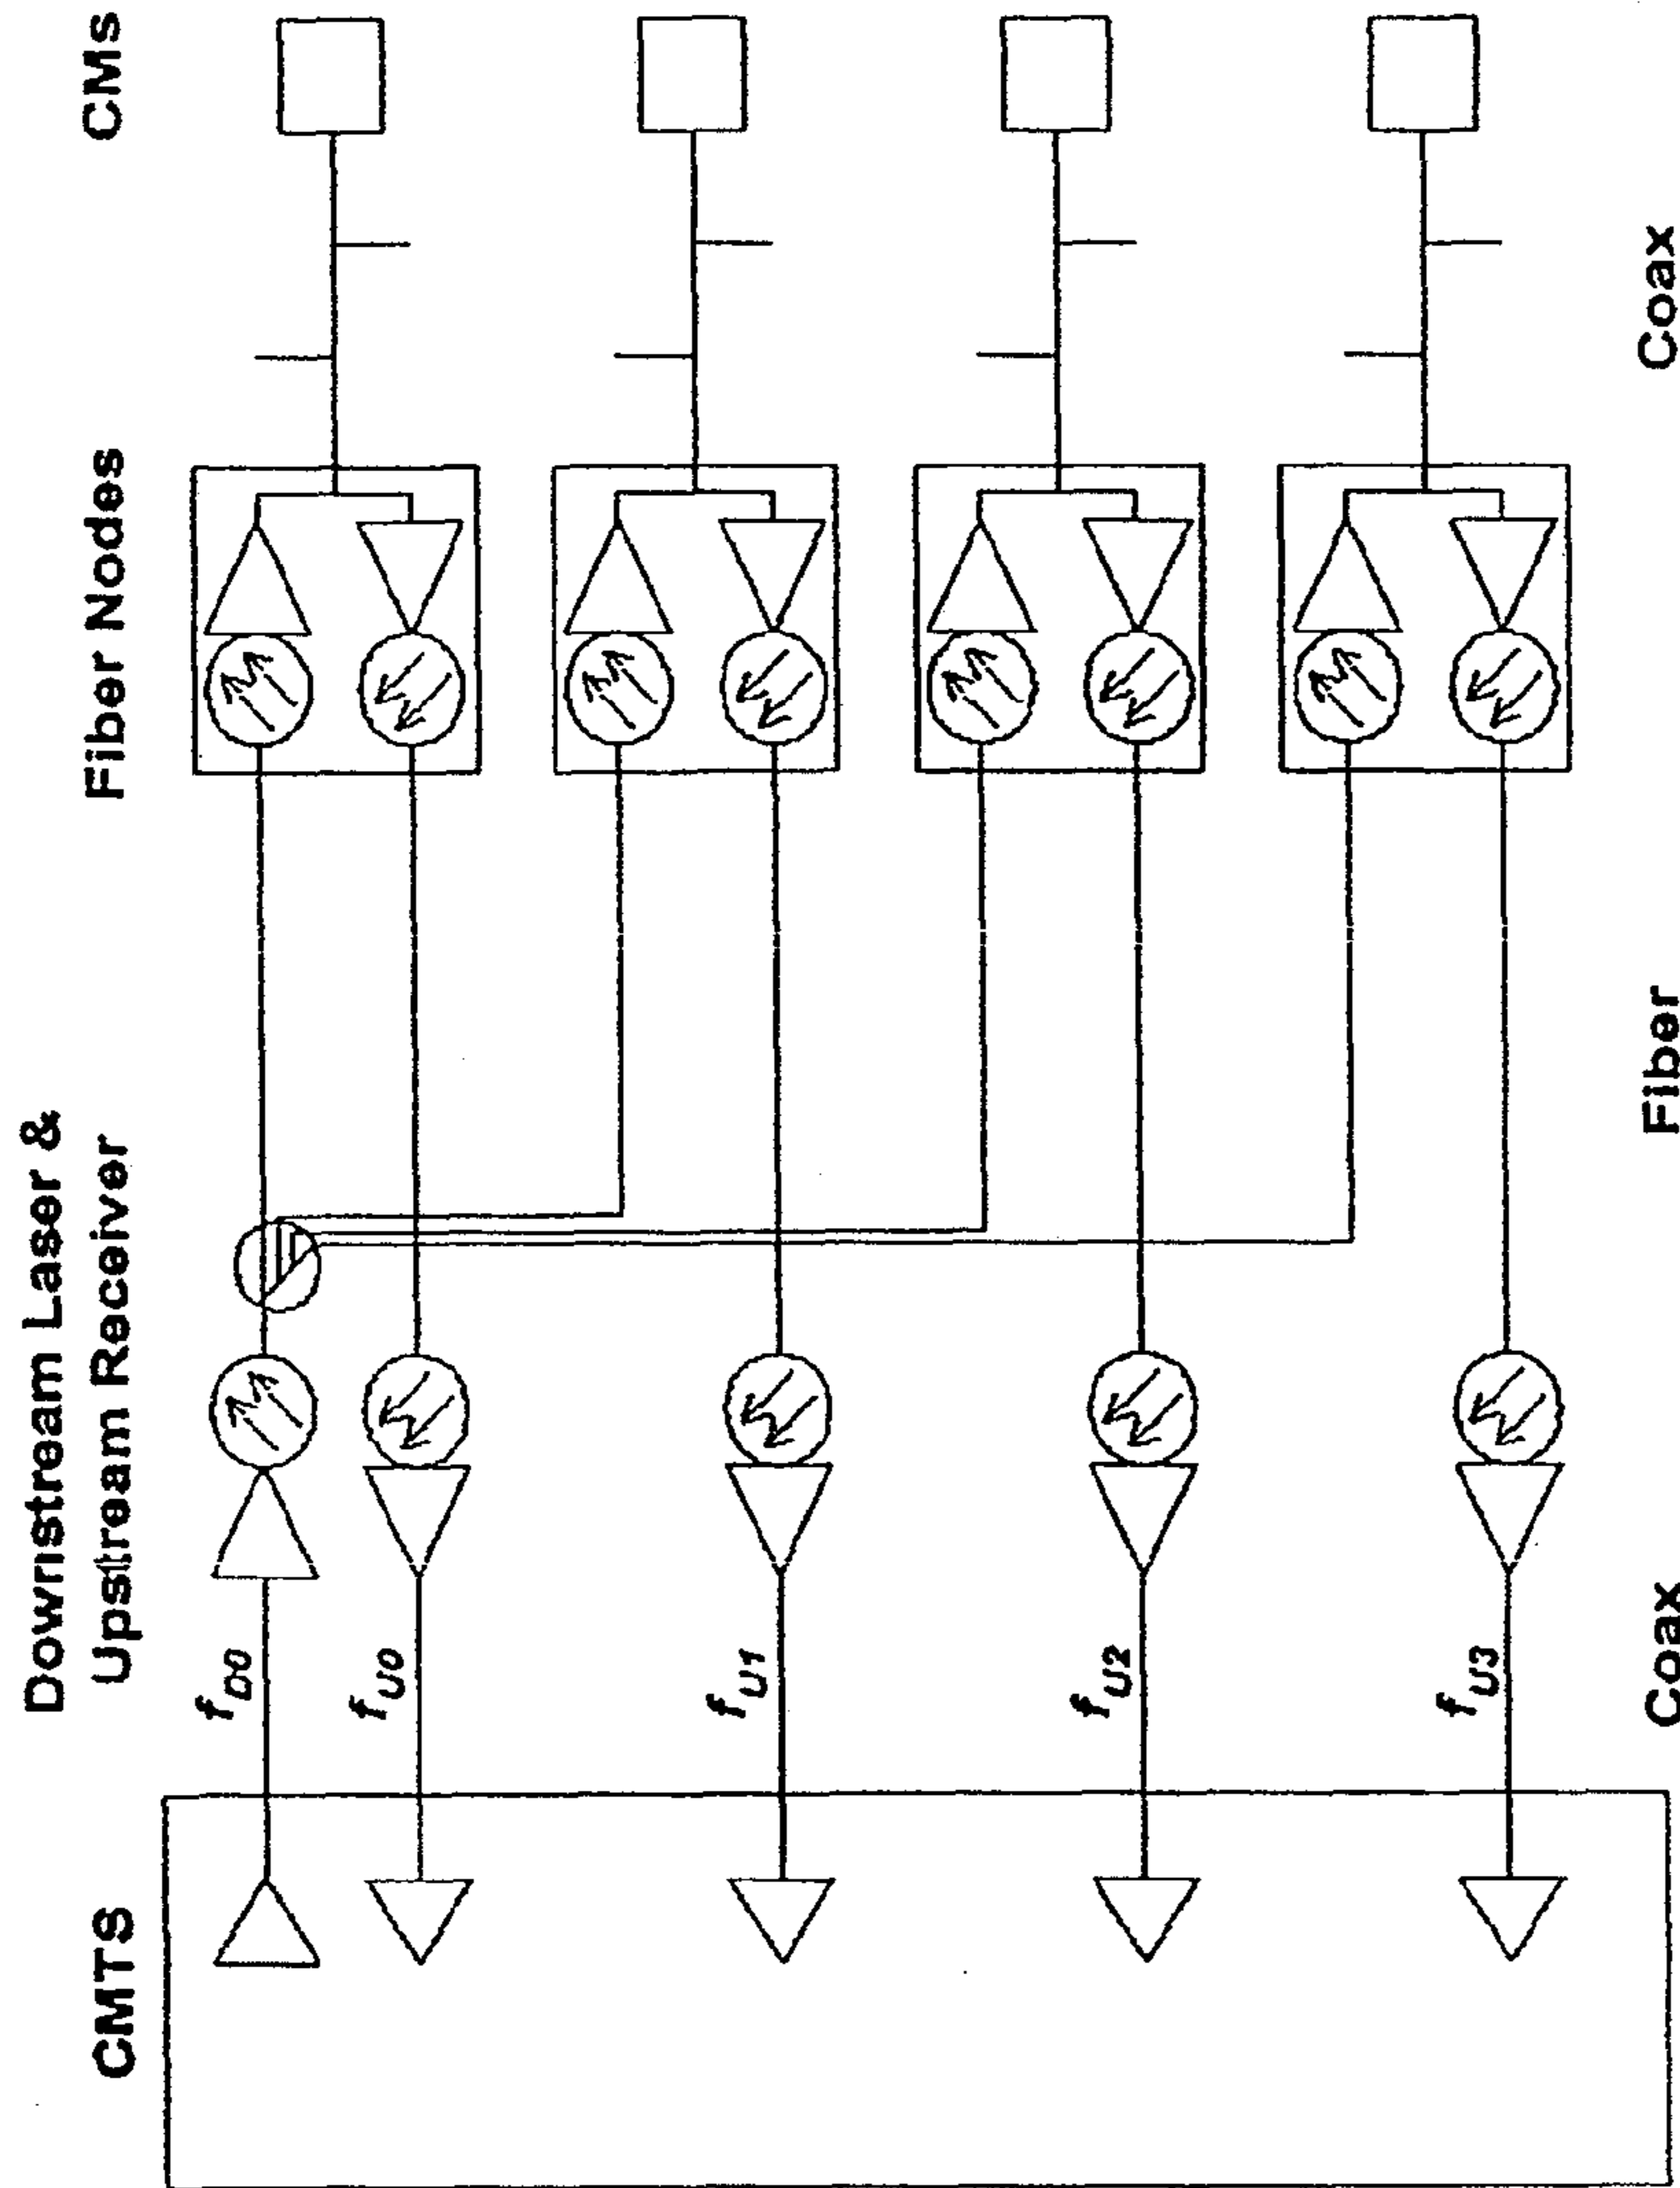 CMTS
Downstream Laser &
Upstream Receiver
Fiber Nodes
CMs
f_D0
f_U0
f_U1
f_U2
f_U3
Coax
Fiber
Coax